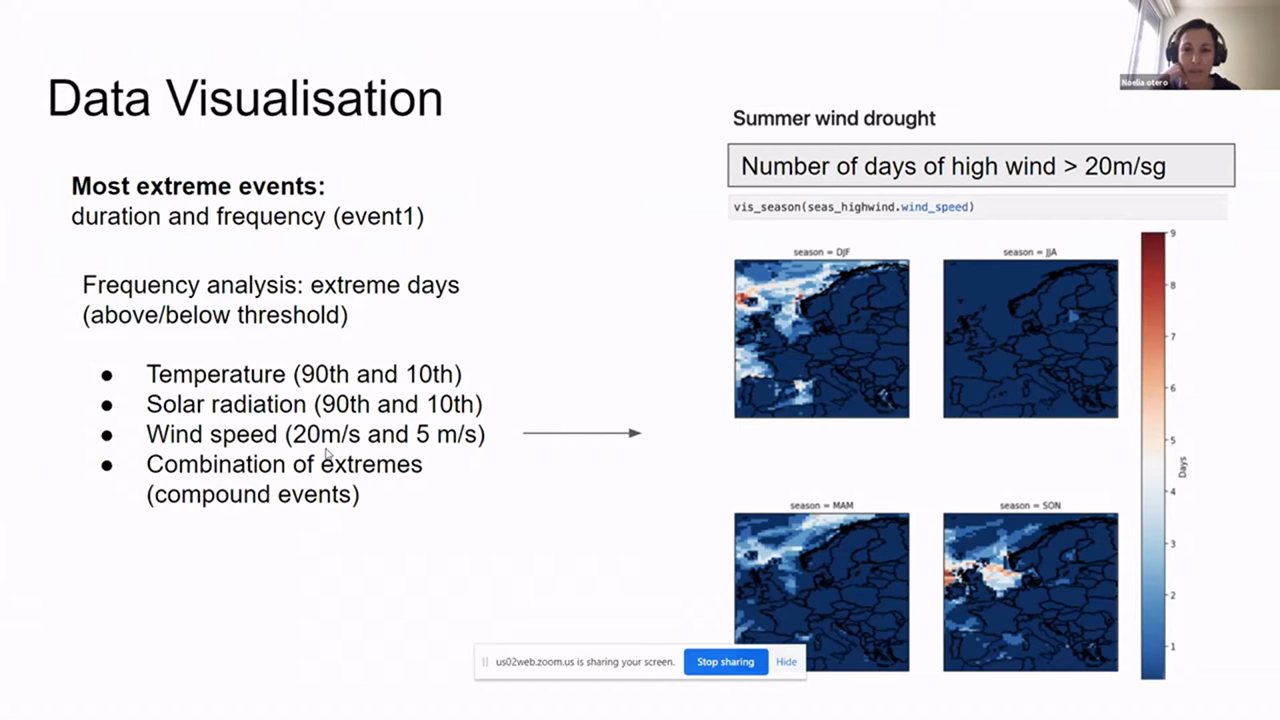 Data Visualisation
Most extreme events:
duration and frequency (event1)
Frequency analysis: extreme days
(above/below threshold)
● Temperature (90th and 10th)
● Solar radiation (90th and 10th)
● Wind speed (20m/s and 5 m/s)
● Combination of extremes
(compound events)
Noelia otero
Summer wind drought
Number of days of high wind > 20m/sg
vis_season(seas_highwind.wind_speed)
season = DJF
season = JJA
season = MAM
season = SON
9
8
7
6
5
4
3
2
1
Days
us02web.zoom.us is sharing your screen.
Stop sharing
Hide